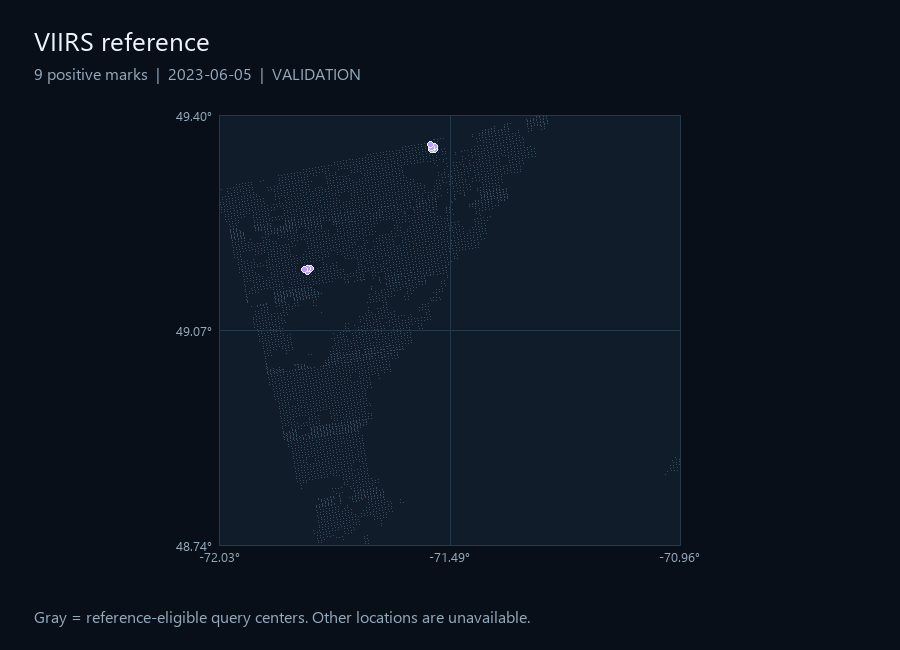 VIIRS reference
9 positive marks | 2023-06-05 | VALIDATION
49.40°
49.07°
48.74°
-72.03°
-71.49°
-70.96°
Gray = reference-eligible query centers. Other locations are unavailable.